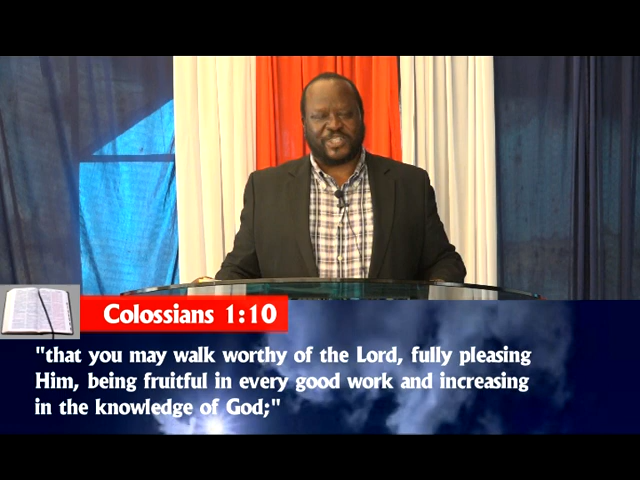 Colossians 1:10
"that you may walk worthy of the Lord, fully pleasing
Him, being fruitful in every good work and increasing
in the knowledge of God;"